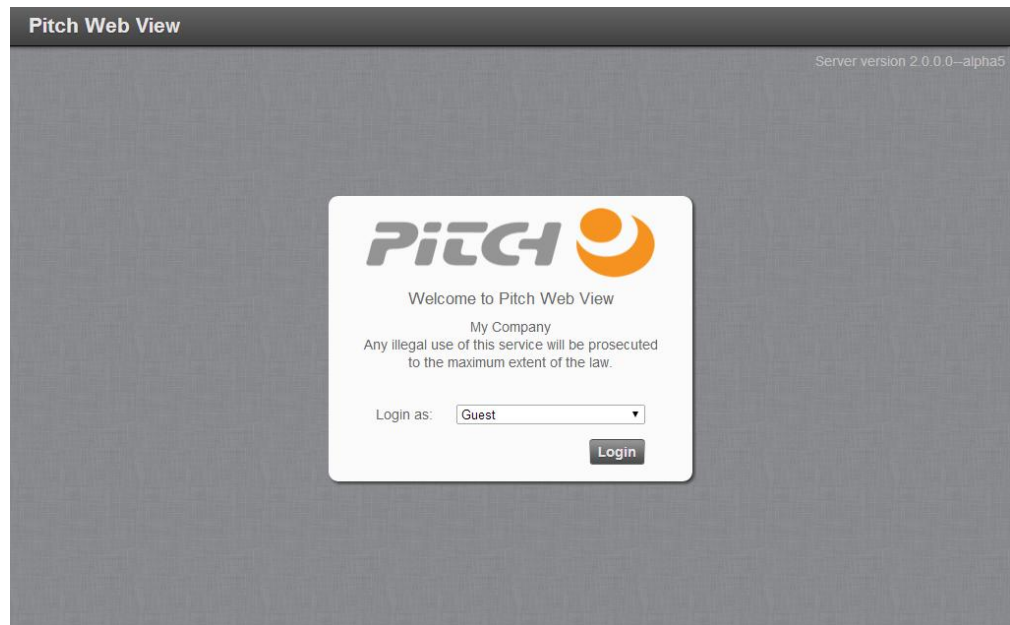 Pitch Web View
Server version 2.0.0.0--alpha5
PITCH
Welcome to Pitch Web View
My Company
Any illegal use of this service will be prosecuted
to the maximum extent of the law.
Login as: Guest
Login